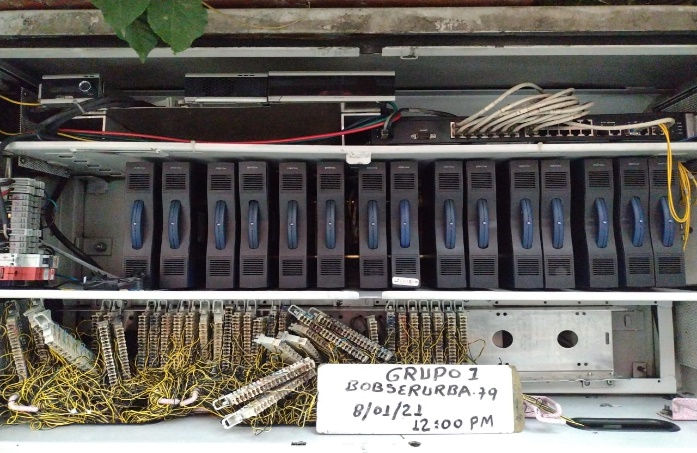 GRUPO 1
BOBSERURBA-79
8/01/21
12:00 PM